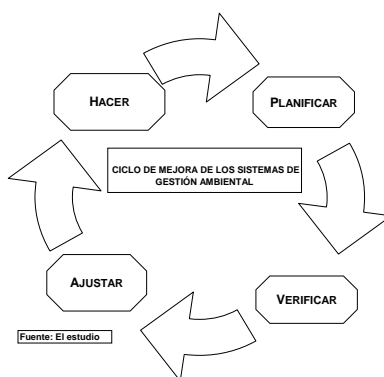 HACER
PLANIFICAR
CICLO DE MEJORA DE LOS SISTEMAS DE
GESTIÓN AMBIENTAL
AJUSTAR
VERIFICAR
Fuente: El estudio